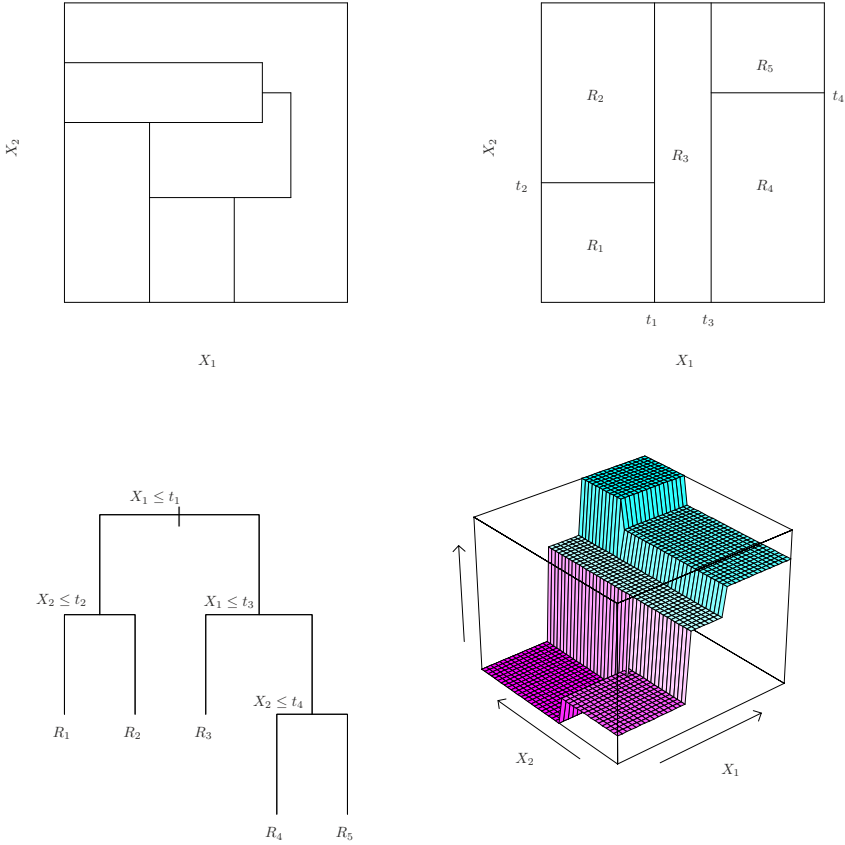 X₂
X₁
R₅
R₂
t₄
X₂
R₃
t₂
R₄
R₁
t₁
t₃
X₁
X₁ ≤ t₁
X₂ ≤ t₂
X₁ ≤ t₃
X₂ ≤ t₄
R₁
R₂
R₃
R₄
R₅
X₂
X₁